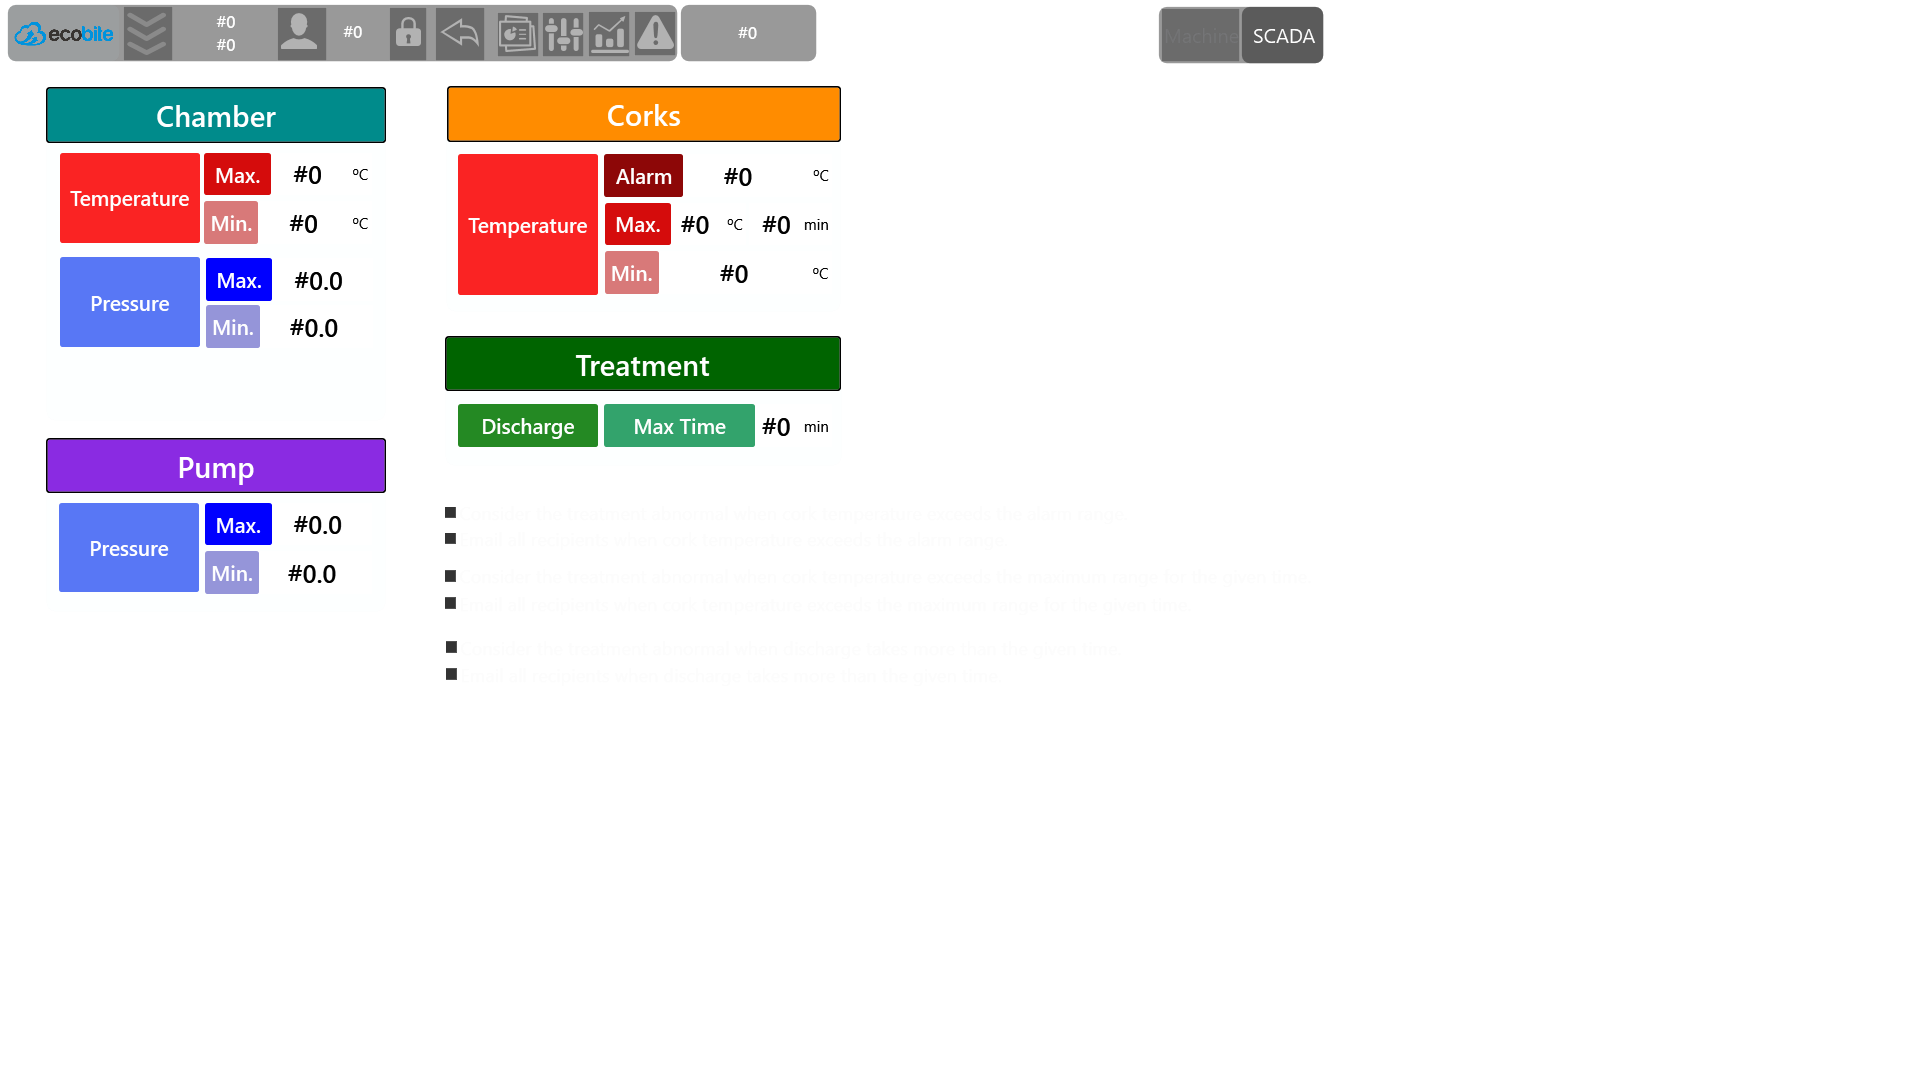 ecobite
#0
#0
#0
#0
Machine
SCADA
Chamber
Temperature
Max.
#0
ºC
Min.
#0
ºC
Pressure
Max.
#0.0
Min.
#0.0
Pump
Pressure
Max.
#0.0
Min.
#0.0
Corks
Temperature
Alarm
#0
ºC
Max.
#0
ºC
#0
min
Min.
#0
ºC
Treatment
Discharge
Max Time
#0
min
Consider the treatment abnormal when cork temperature exceeds the alarm range.
Email all recipients when cork temperature exceeds the alarm range.
Consider the treatment abnormal when cork temperature exceeds the maximum range for the given time.
Email all recipients when cork temperature exceeds the maximum range for the given time.
Consider the treatment abnormal when discharge takes more than the given time.
Email all recipients when discharge takes more than the given time.